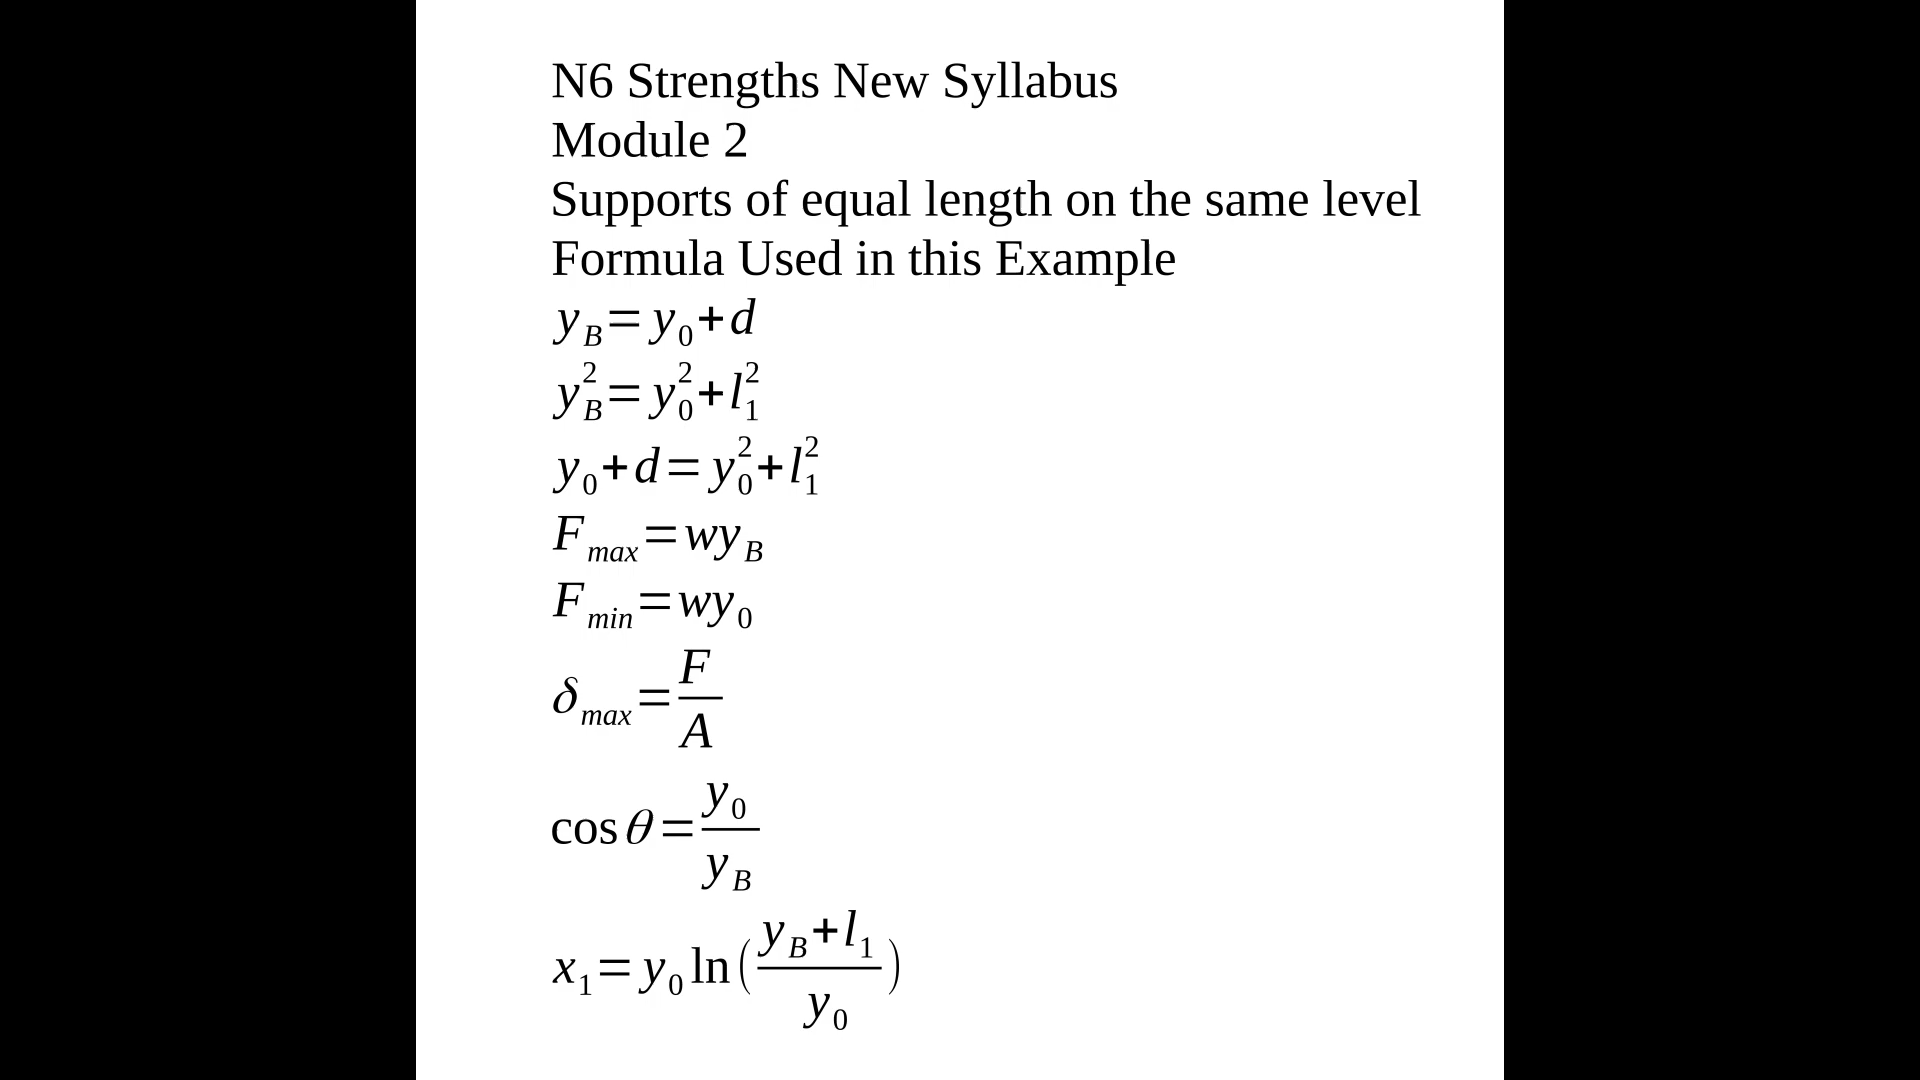 N6 Strengths New Syllabus
Module 2
Supports of equal length on the same level
Formula Used in this Example
y_B = y_0 + d
y_B^2 = y_0^2 + l_1^2
y_0 + d = y_0^2 + l_1^2
F_max = wy_B
F_min = wy_0
δ_max = F/A
cos θ = y_0/y_B
x_1 = y_0 ln((y_B + l_1)/y_0)